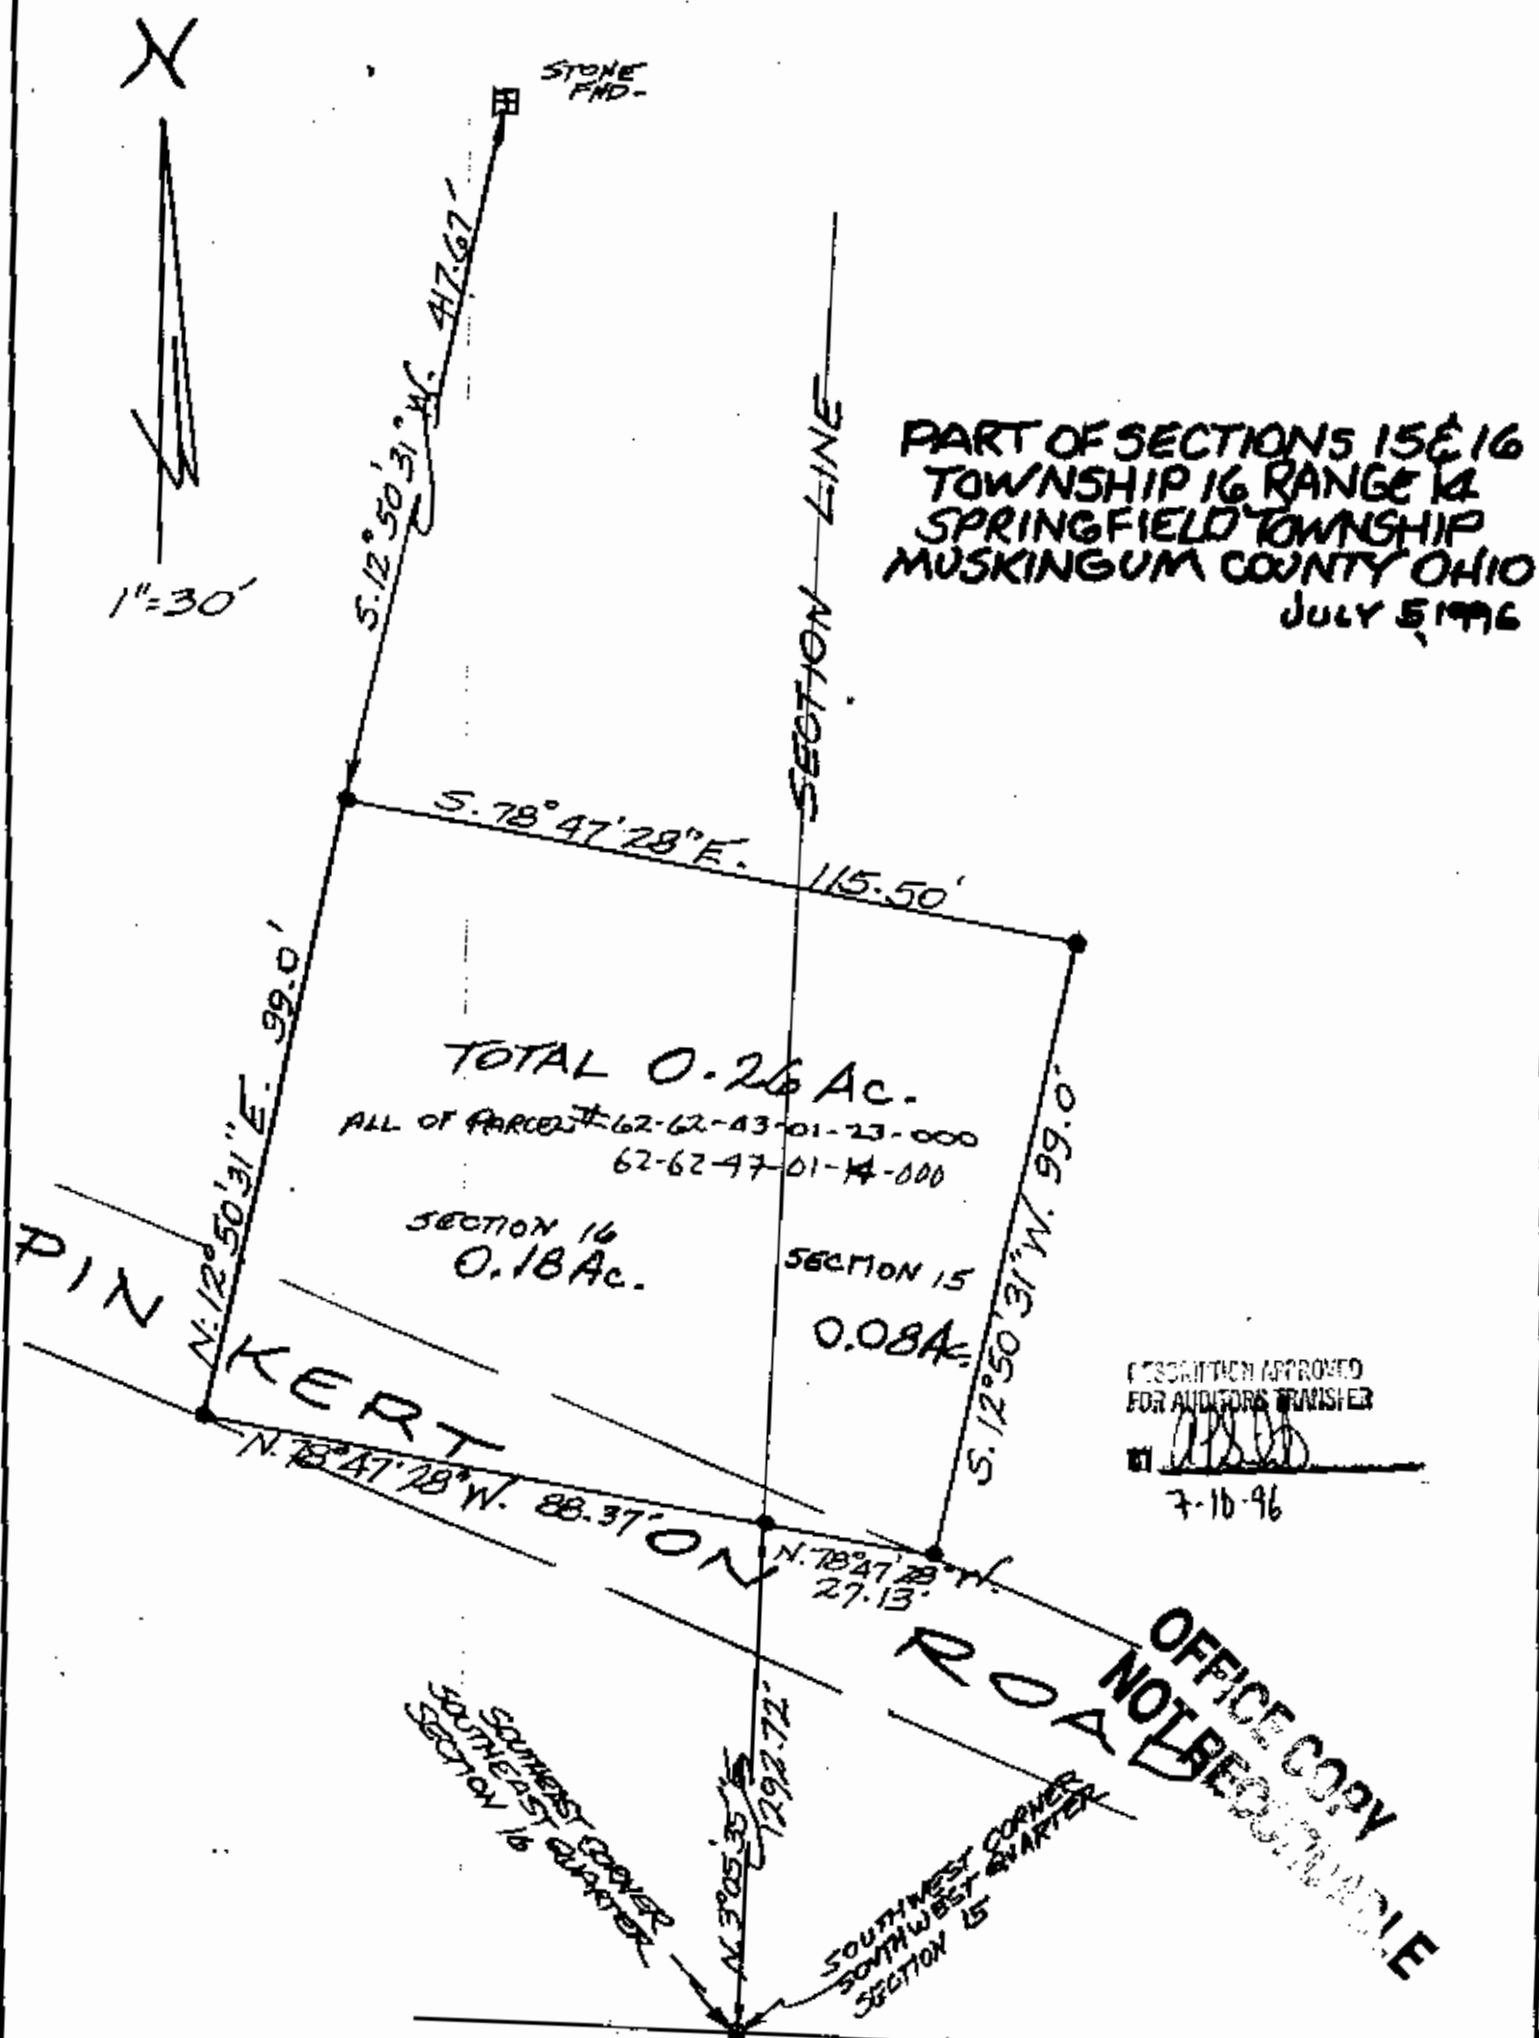 N
STONE
FND-
1"=30'
S.12°50'31"W. 417.67'
SECTION LINE
PART OF SECTIONS 15&16
TOWNSHIP 16 RANGE 14
SPRINGFIELD TOWNSHIP
MUSKINGUM COUNTY OHIO
JULY 5, 1996
S. 78°47'28"E. 115.50'
N. 12°50'31"E. 99.0'
TOTAL 0.26 Ac.
ALL OF PARCEL # 62-62-43-01-23-000
62-62-47-01-14-000
SECTION 16
0.18 Ac.
SECTION 15
0.08 Ac.
S. 12°50'31"W. 99.0'
PINKERTON ROAD
N. 78°47'28"W. 88.37'
N. 78°47'28"W.
27.13'
DESCRIPTION APPROVED
FOR AUDITORS TRANSFER
7-10-96
OFFICE COPY
NOT
N. 3°05'35"E 292.72'
SOUTHEAST CORNER
SOUTHEAST QUARTER
SECTION 16
SOUTHWEST CORNER
SOUTHWEST QUARTER
SECTION 15